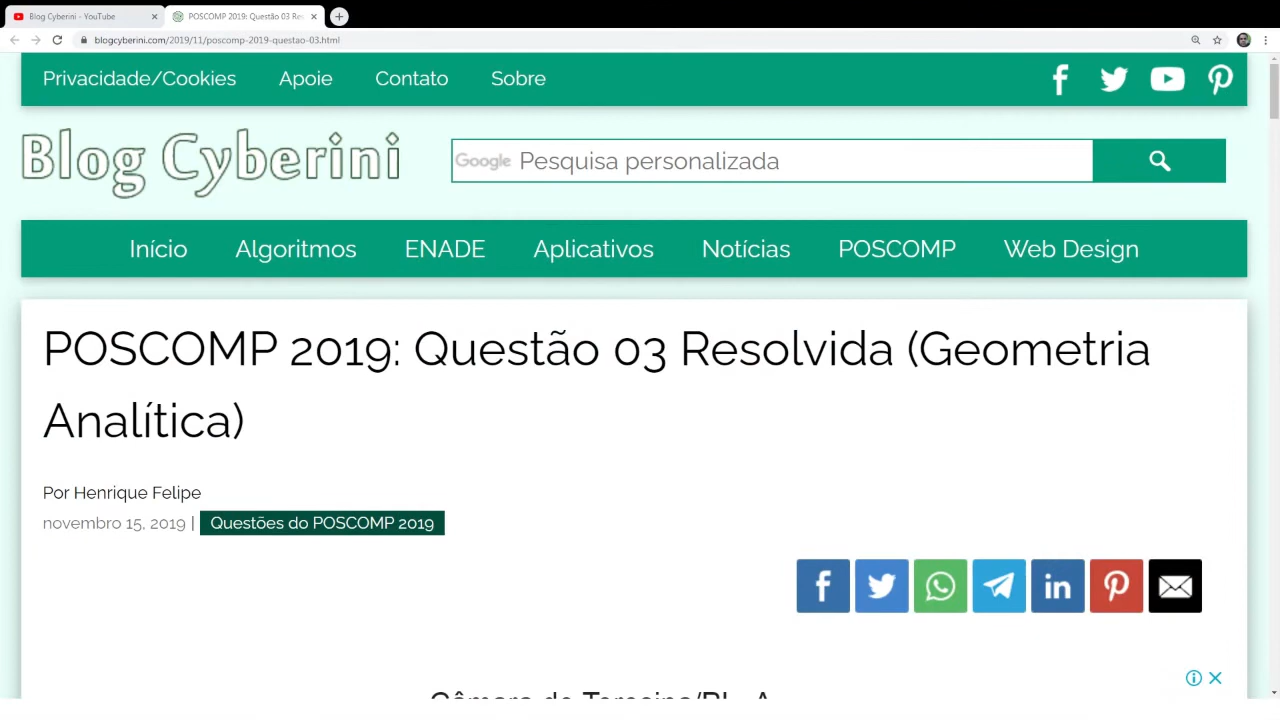 Blog Cyberini - YouTube
POSCOMP 2019: Questão 03 Re
blogcyberini.com/2019/11/poscomp-2019-questao-03.html
Privacidade/Cookies Apoie Contato Sobre
Blog Cyberini
Google Pesquisa personalizada
Início Algoritmos ENADE Aplicativos Notícias POSCOMP Web Design
POSCOMP 2019: Questão 03 Resolvida (Geometria
Analítica)
Por Henrique Felipe
novembro 15, 2019 | Questões do POSCOMP 2019